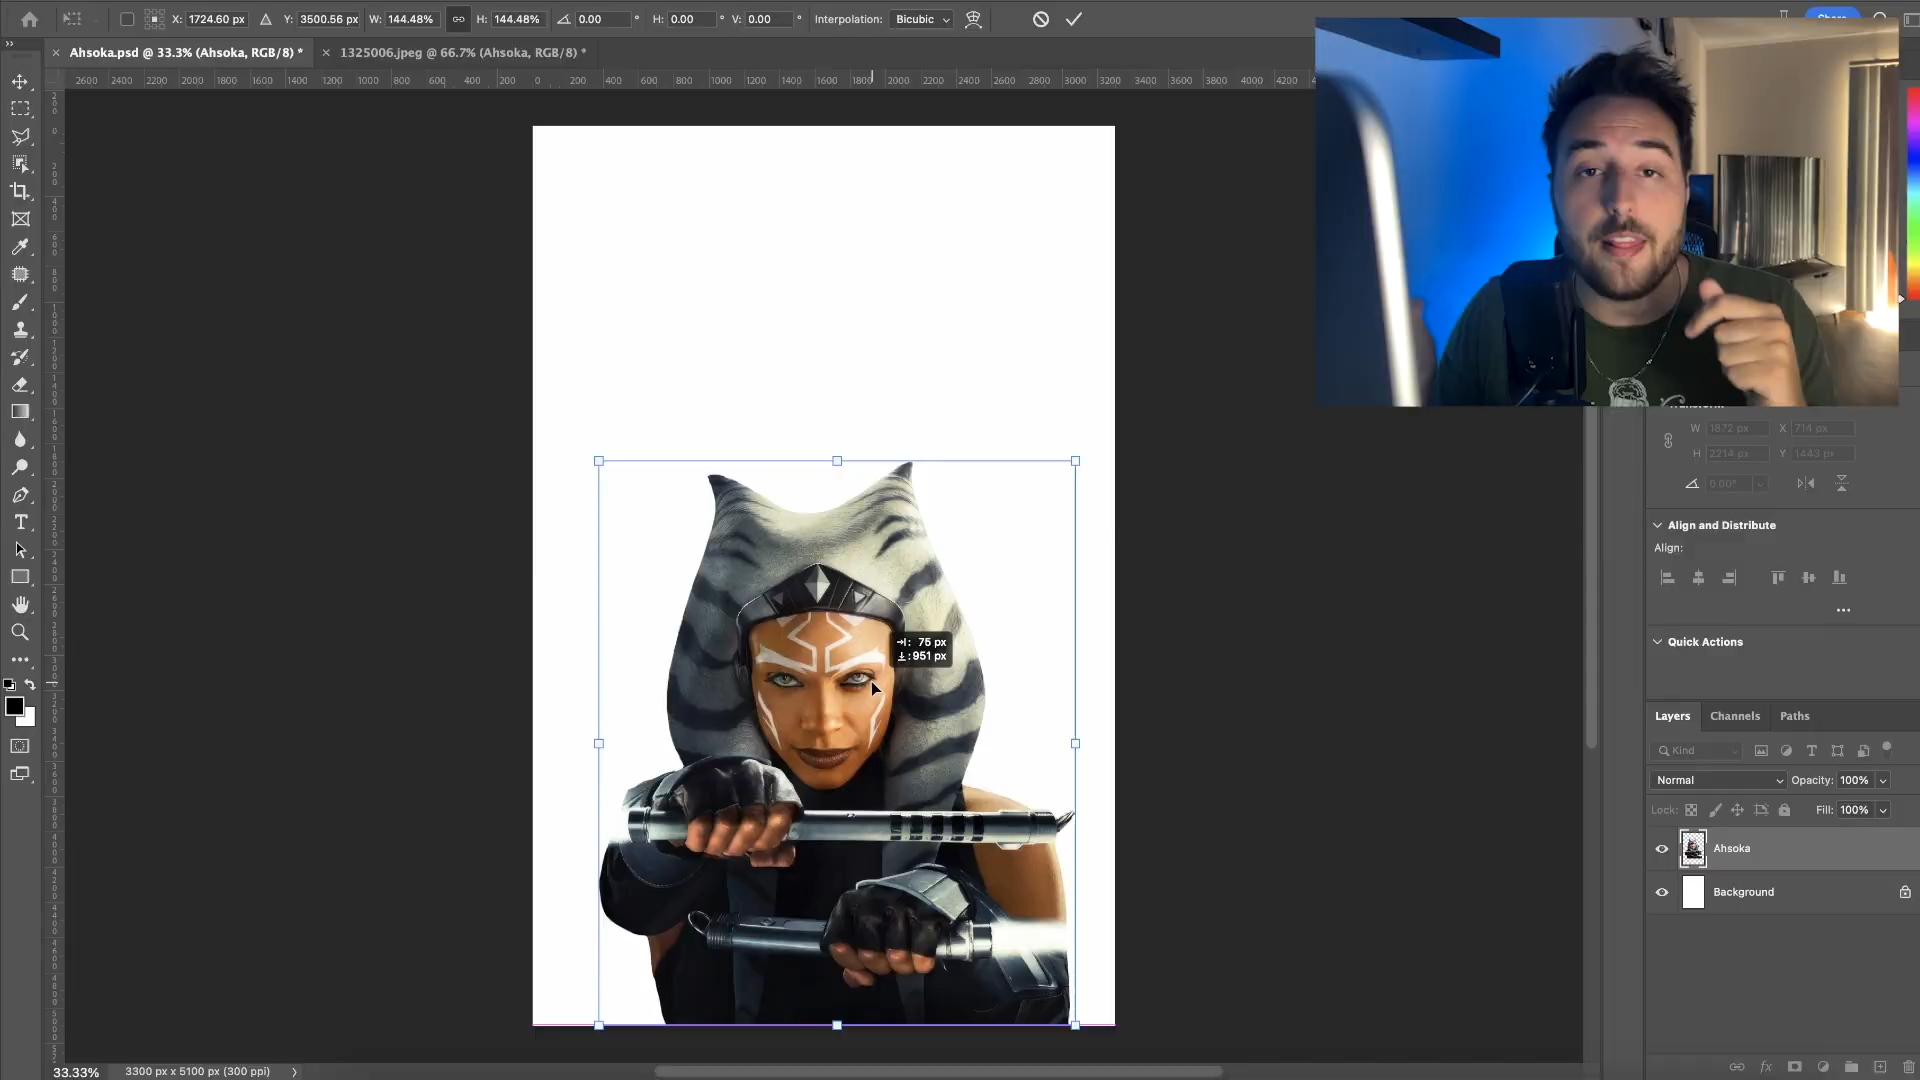 X: 1724.60 px Y: 3500.56 px W: 144.48% H: 144.48% 0.00 ° H: 0.00 ° V: 0.00 ° Interpolation: Bicubic
Share
Ahsoka.psd @ 33.3% (Ahsoka, RGB/8) * 1325006.jpeg @ 66.7% (Ahsoka, RGB/8) *
2600 2400 2200 2000 1800 1600 1400 1200 1000 800 600 400 200 0 200 400 600 800 1000 1200 1400 1600 1800 2000 2200 2400 2600 2800 3000 3200 3400 3600 3800 4000 4200
Transform
W 1872 px X 714 px
H 2214 px Y 1443 px
0.00°
Align and Distribute
Align:
Quick Actions
75 px
951 px
Layers Channels Paths
Kind
Normal Opacity: 100%
Lock: Fill: 100%
Ahsoka
Background
33.33% 3300 px x 5100 px (300 ppi)